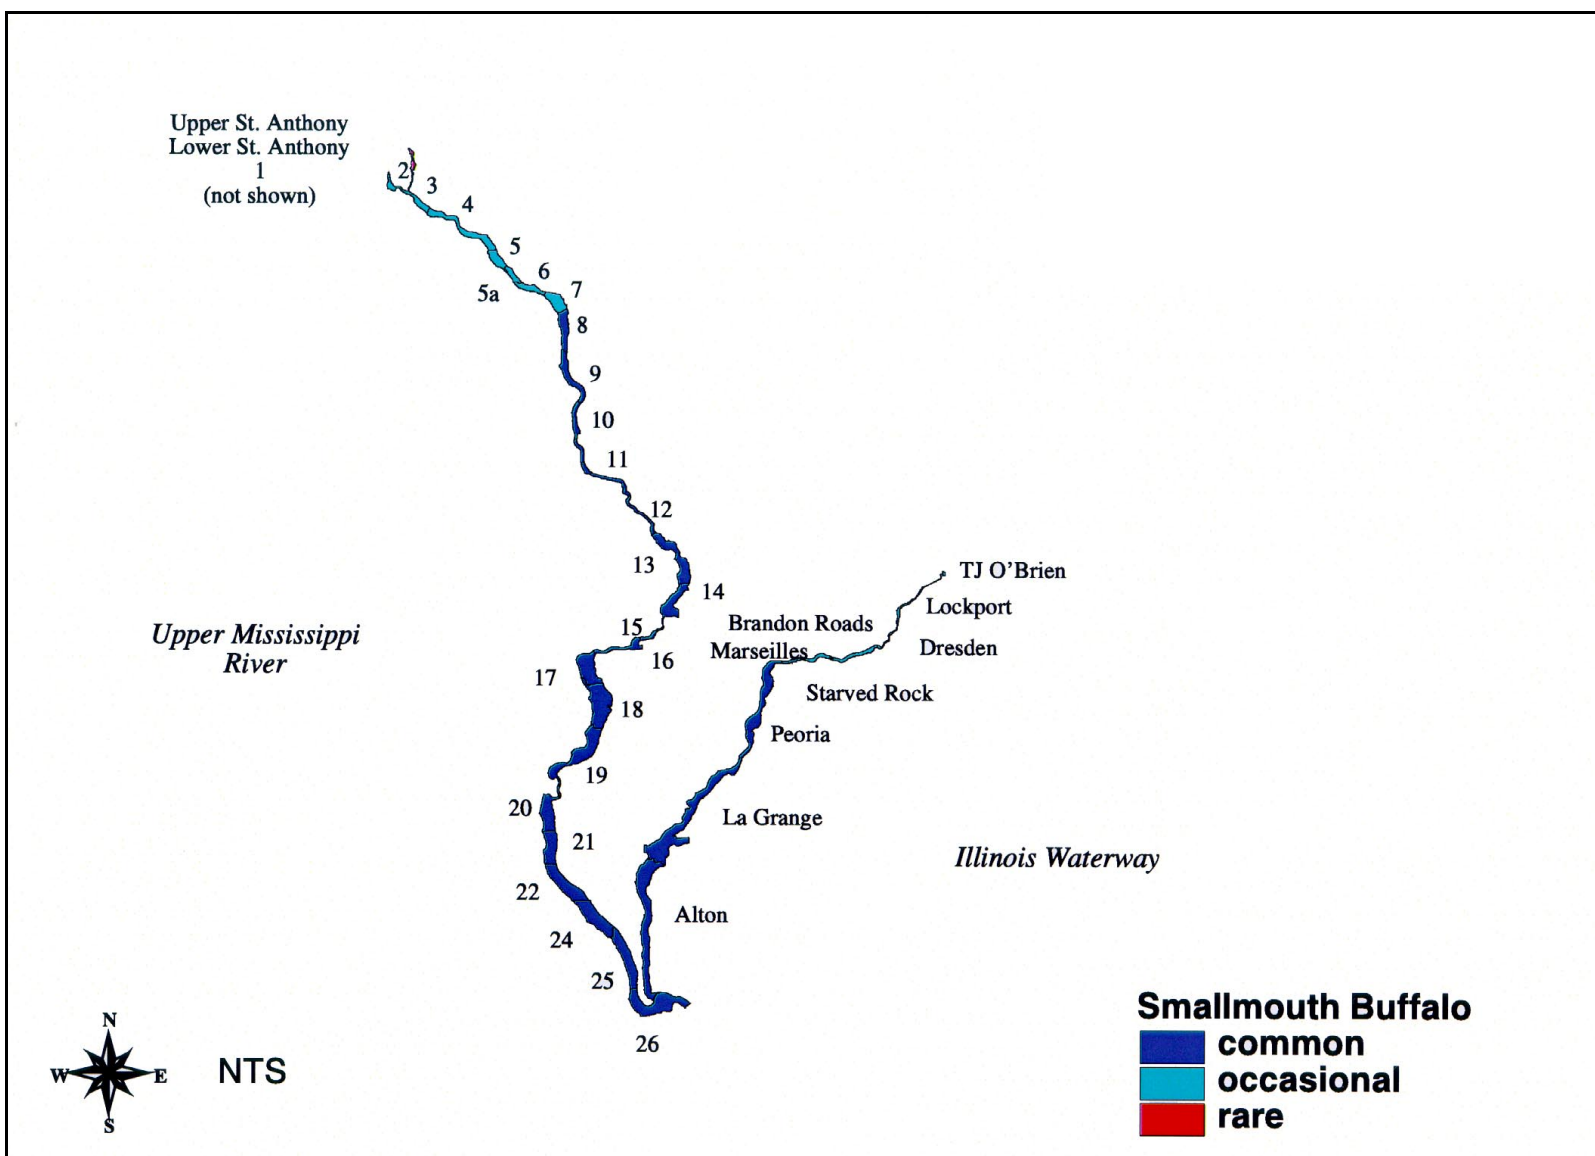 Upper St. Anthony
Lower St. Anthony
1
(not shown)
2
3
4
5
6
5a
7
8
9
10
11
12
13
14
TJ O'Brien
Lockport
Brandon Roads
15
Upper Mississippi
River
Marseilles
Dresden
16
17
Starved Rock
18
Peoria
19
20
La Grange
21
Illinois Waterway
22
Alton
24
25
26
N
W
E
S
NTS
Smallmouth Buffalo
common
occasional
rare